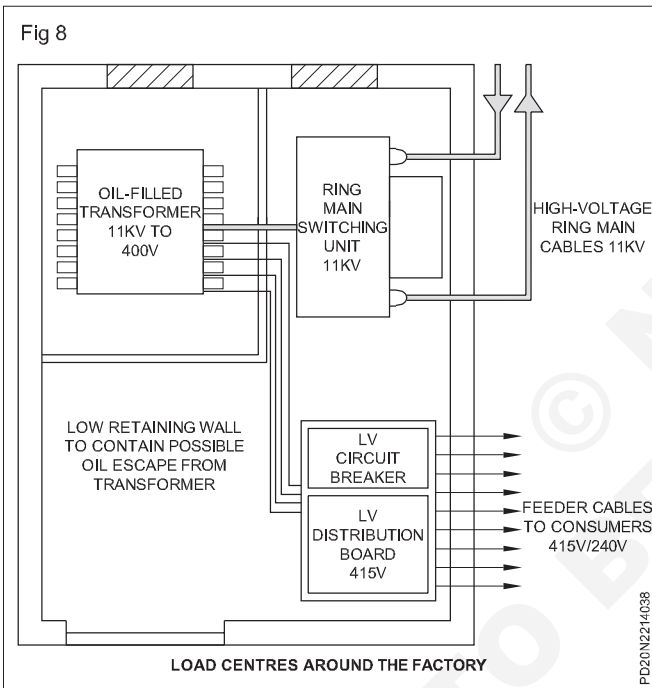 Fig 8
OIL-FILLED
TRANSFORMER
11KV TO
400V
RING
MAIN
SWITCHING
UNIT
11KV
HIGH-VOLTAGE
RING MAIN
CABLES 11KV
LOW RETAINING WALL
TO CONTAIN POSSIBLE
OIL ESCAPE FROM
TRANSFORMER
LV
CIRCUIT
BREAKER
LV
DISTRIBUTION
BOARD
415V
FEEDER CABLES
TO CONSUMERS
415V/240V
LOAD CENTRES AROUND THE FACTORY
PD20N2214038